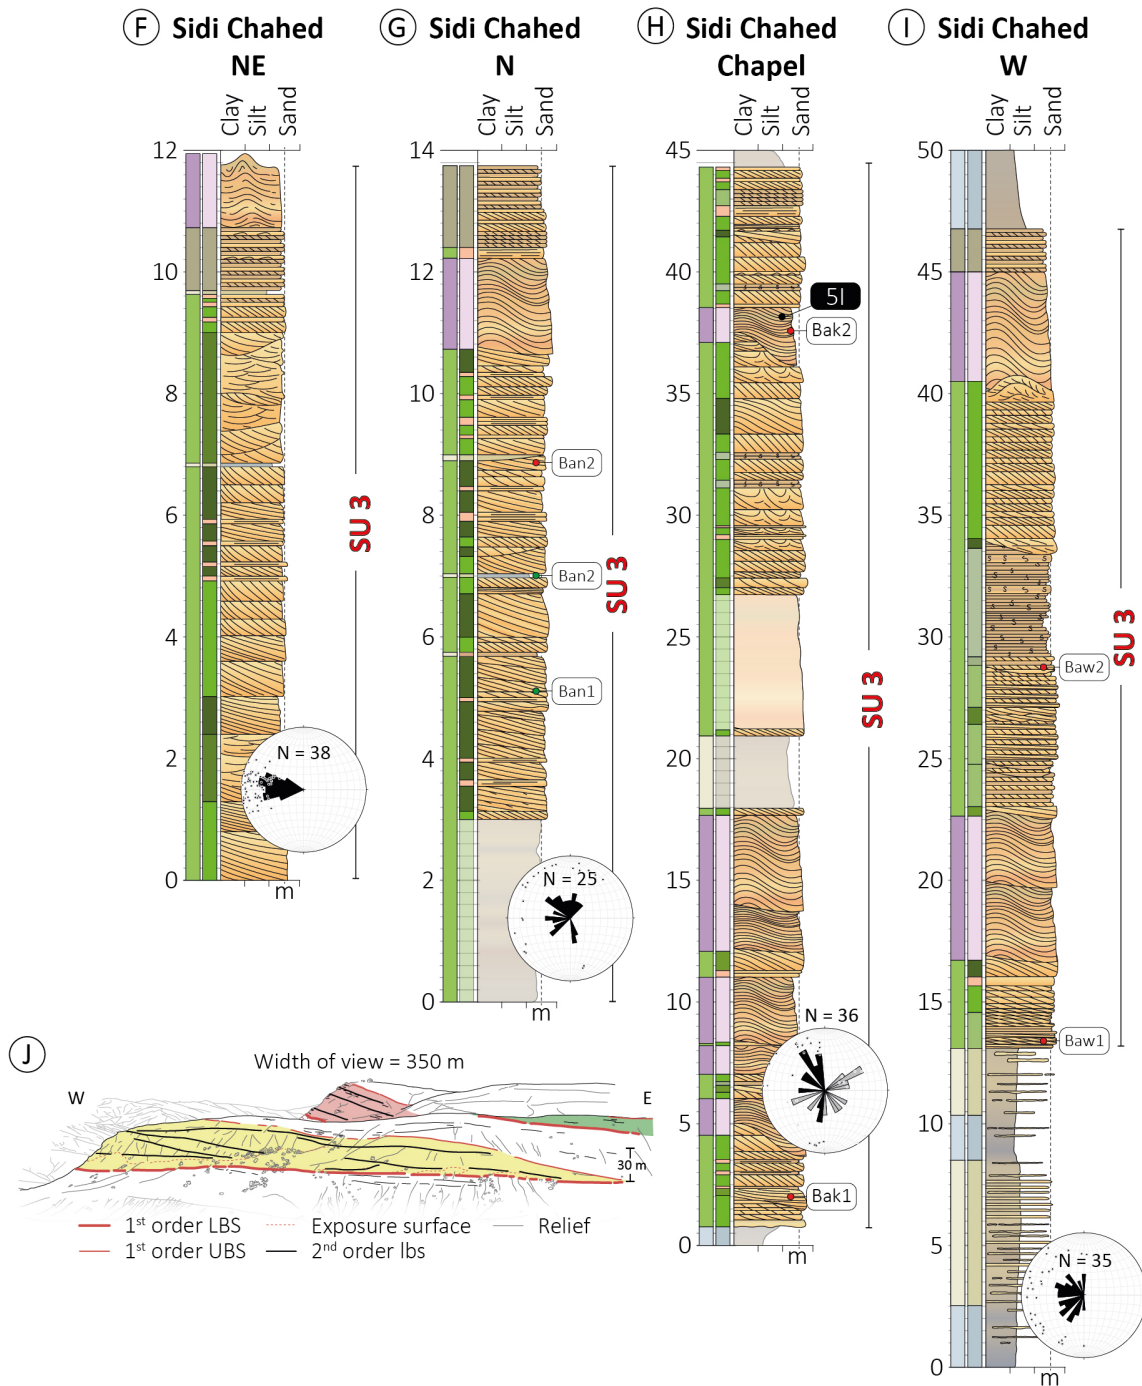 F Sidi Chahed
NE
G Sidi Chahed
N
H Sidi Chahed
Chapel
I Sidi Chahed
W
Clay
Silt
Sand
Clay
Silt
Sand
Clay
Silt
Sand
Clay
Silt
Sand
12
10
8
6
4
2
0
m
SU 3
N = 38
14
12
10
8
6
4
2
0
m
Ban2
Ban2
Ban1
SU 3
N = 25
45
40
35
30
25
20
15
10
5
0
m
5I
Bak2
Bak1
SU 3
N = 36
50
45
40
35
30
25
20
15
10
5
0
m
Baw2
Baw1
SU 3
N = 35
J
Width of view = 350 m
W
E
30 m
1st order LBS
Exposure surface
Relief
1st order UBS
2nd order lbs